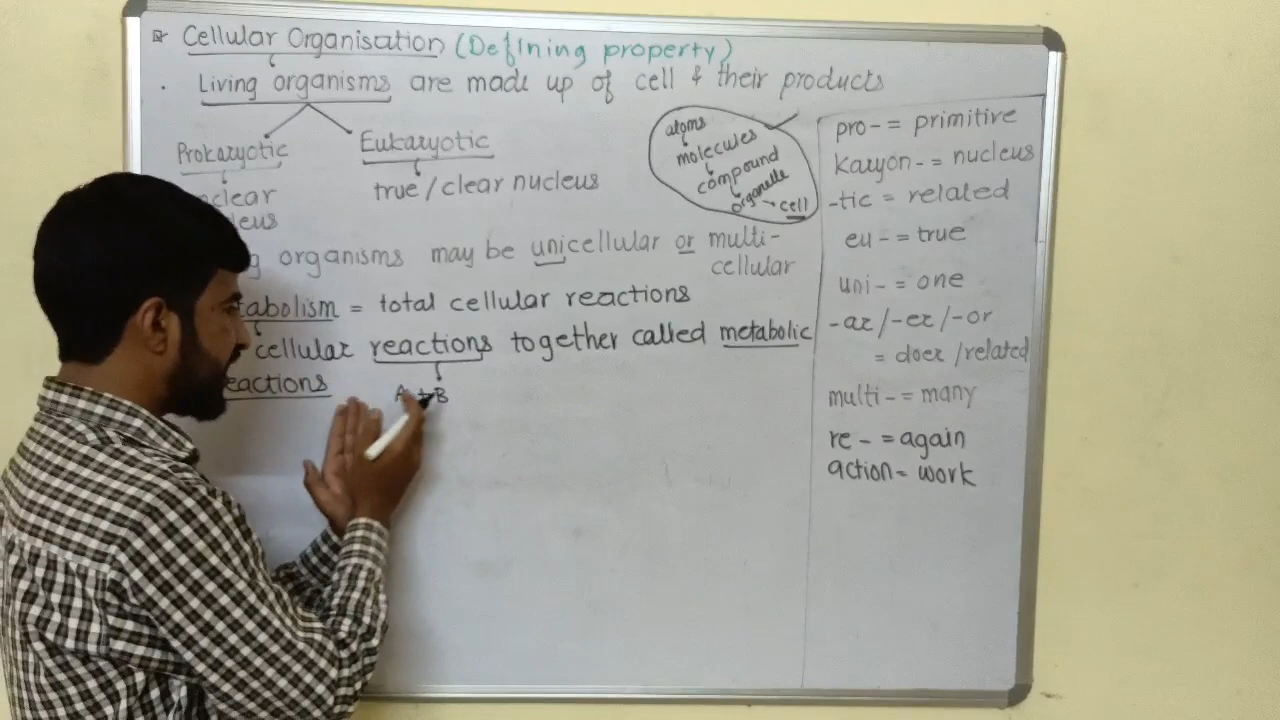 Cellular Organisation (Defining property)
. Living organisms are made up of cell & their products
Prokaryotic
Eukaryotic
clear
true / clear nucleus
organisms may be unicellular or multi-
cellular
= total cellular reactions
cellular reactions together called metabolic
A + B
atoms
molecules
compound
organelle
→ cell
pro- = primitive
Karyon- = nucleus
-tic = related
eu- = true
uni- = one
-ar/-er/-or
= doer / related
multi- = many
re- = again
action = work